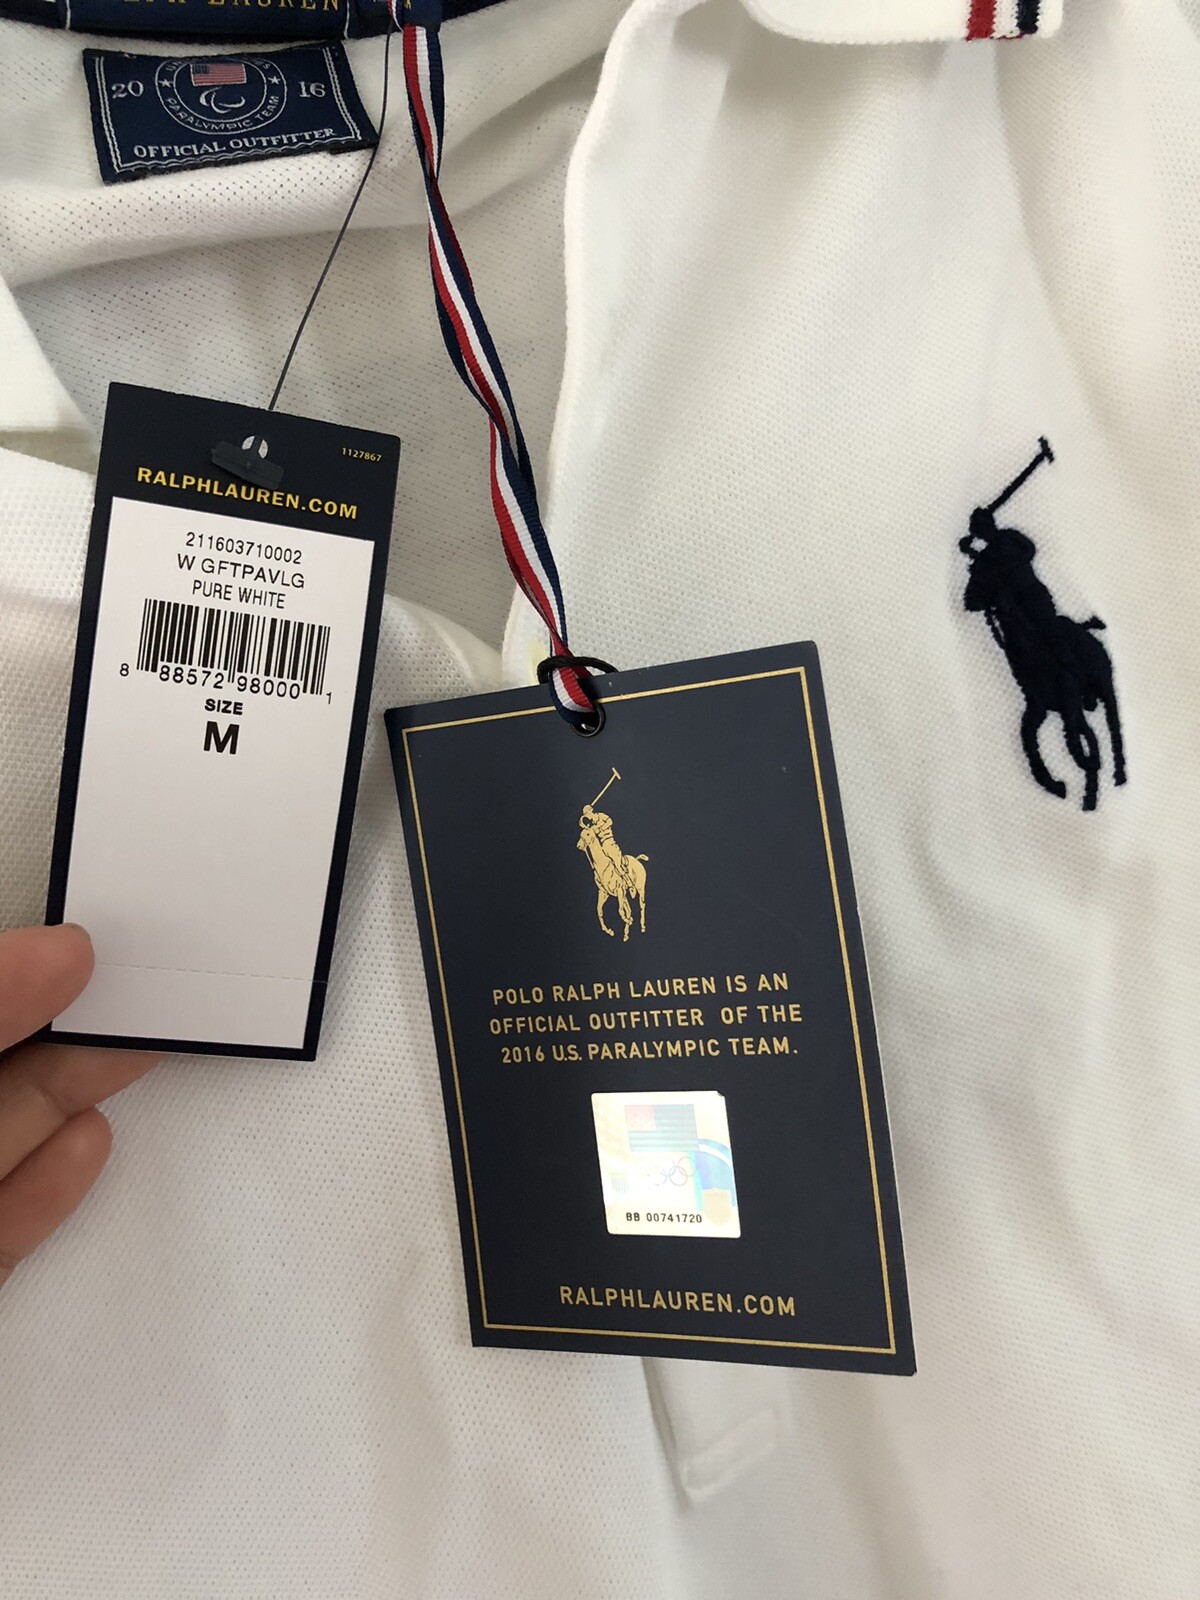 LAUREN
20 16
PARALYMPIC TEAM
OFFICIAL OUTFITTER
1127867
RALPHLAUREN.COM
211603710002
W GFTPAVLG
PURE WHITE
8 88572 98000 1
SIZE
M
POLO RALPH LAUREN IS AN
OFFICIAL OUTFITTER OF THE
2016 U.S. PARALYMPIC TEAM.
BB 00741720
RALPHLAUREN.COM